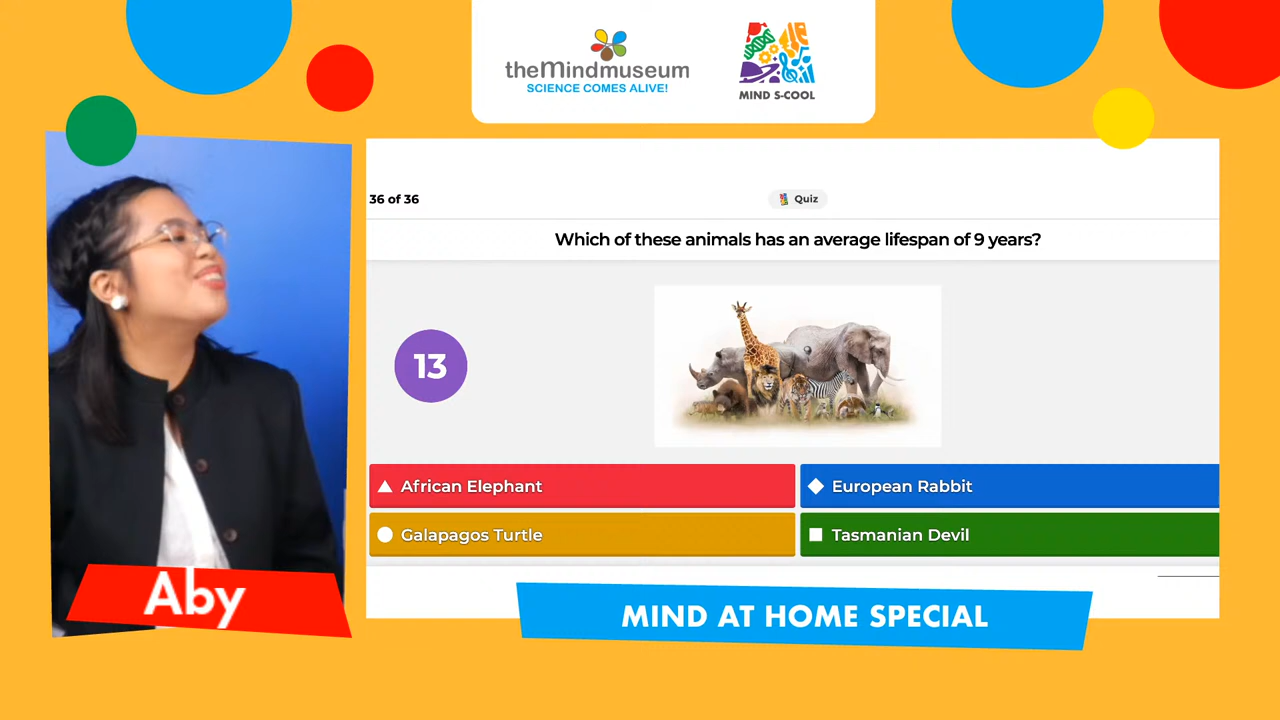 theMindmuseum
SCIENCE COMES ALIVE!
MIND S-COOL
36 of 36
Quiz
Which of these animals has an average lifespan of 9 years?
13
African Elephant
European Rabbit
Galapagos Turtle
Tasmanian Devil
Aby
MIND AT HOME SPECIAL